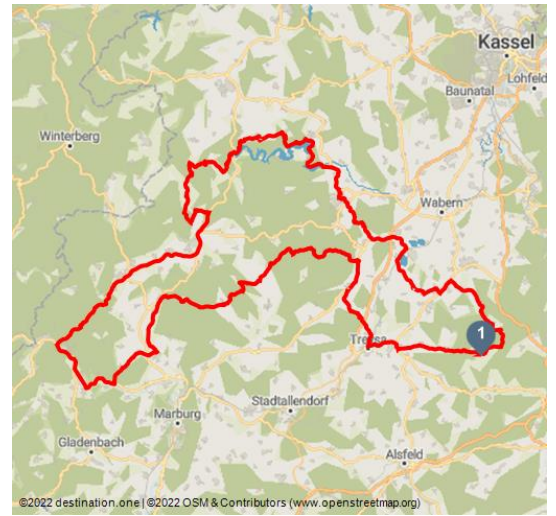 Kassel
Lohfeld
Baunatal
Winterberg
Wabern
1
Treysa
Stadtallendorf
Marburg
Gladenbach
Alsfeld
©2022 destination.one | ©2022 OSM & Contributors (www.openstreetmap.org)